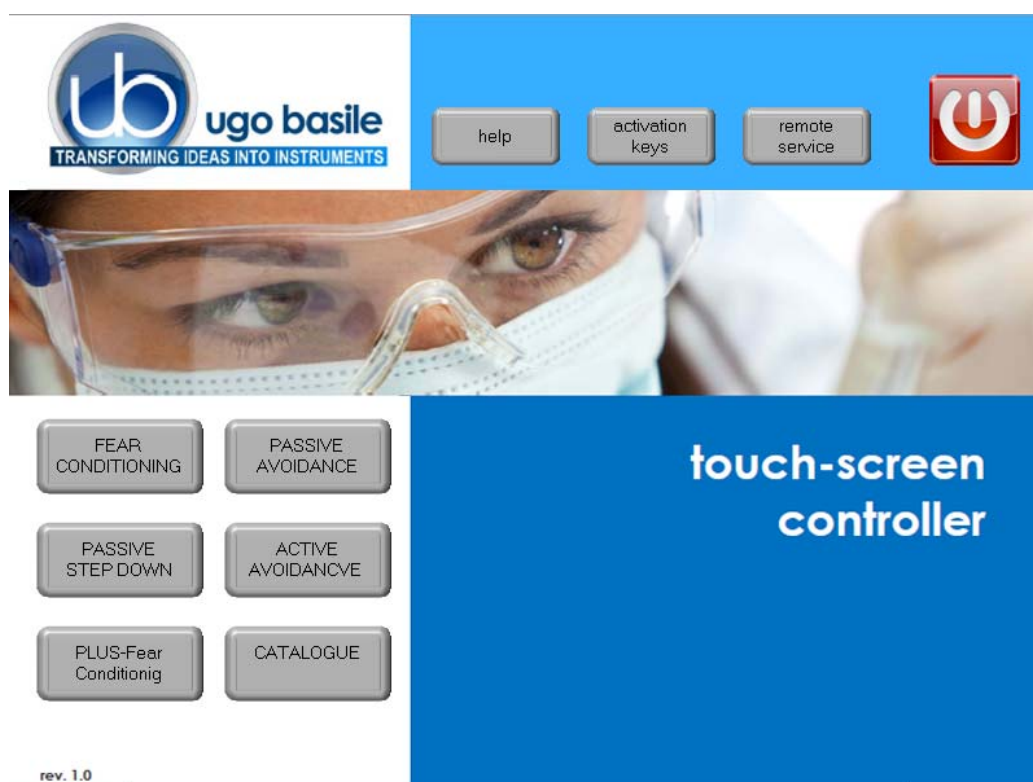 ub
ugo basile
TRANSFORMING IDEAS INTO INSTRUMENTS
help
activation
keys
remote
service
FEAR
CONDITIONING
PASSIVE
AVOIDANCE
PASSIVE
STEP DOWN
ACTIVE
AVOIDANCVE
PLUS-Fear
Conditionig
CATALOGUE
touch-screen
controller
rev. 1.0